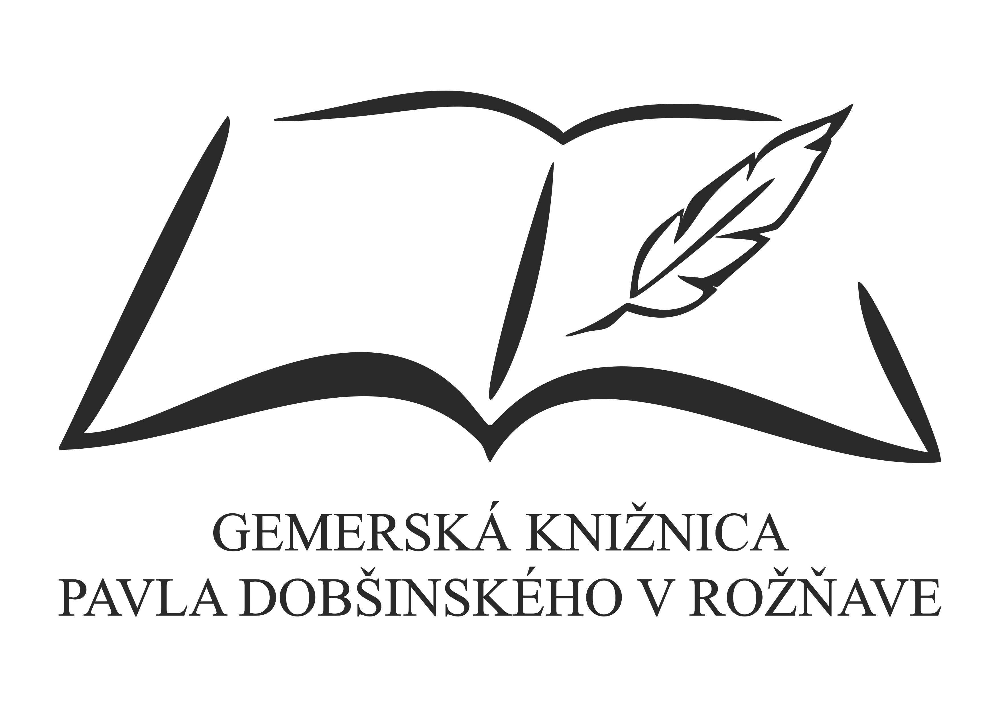 GEMERSKÁ KNIŽNICA
PAVLA DOBŠINSKÉHO V ROŽŇAVE